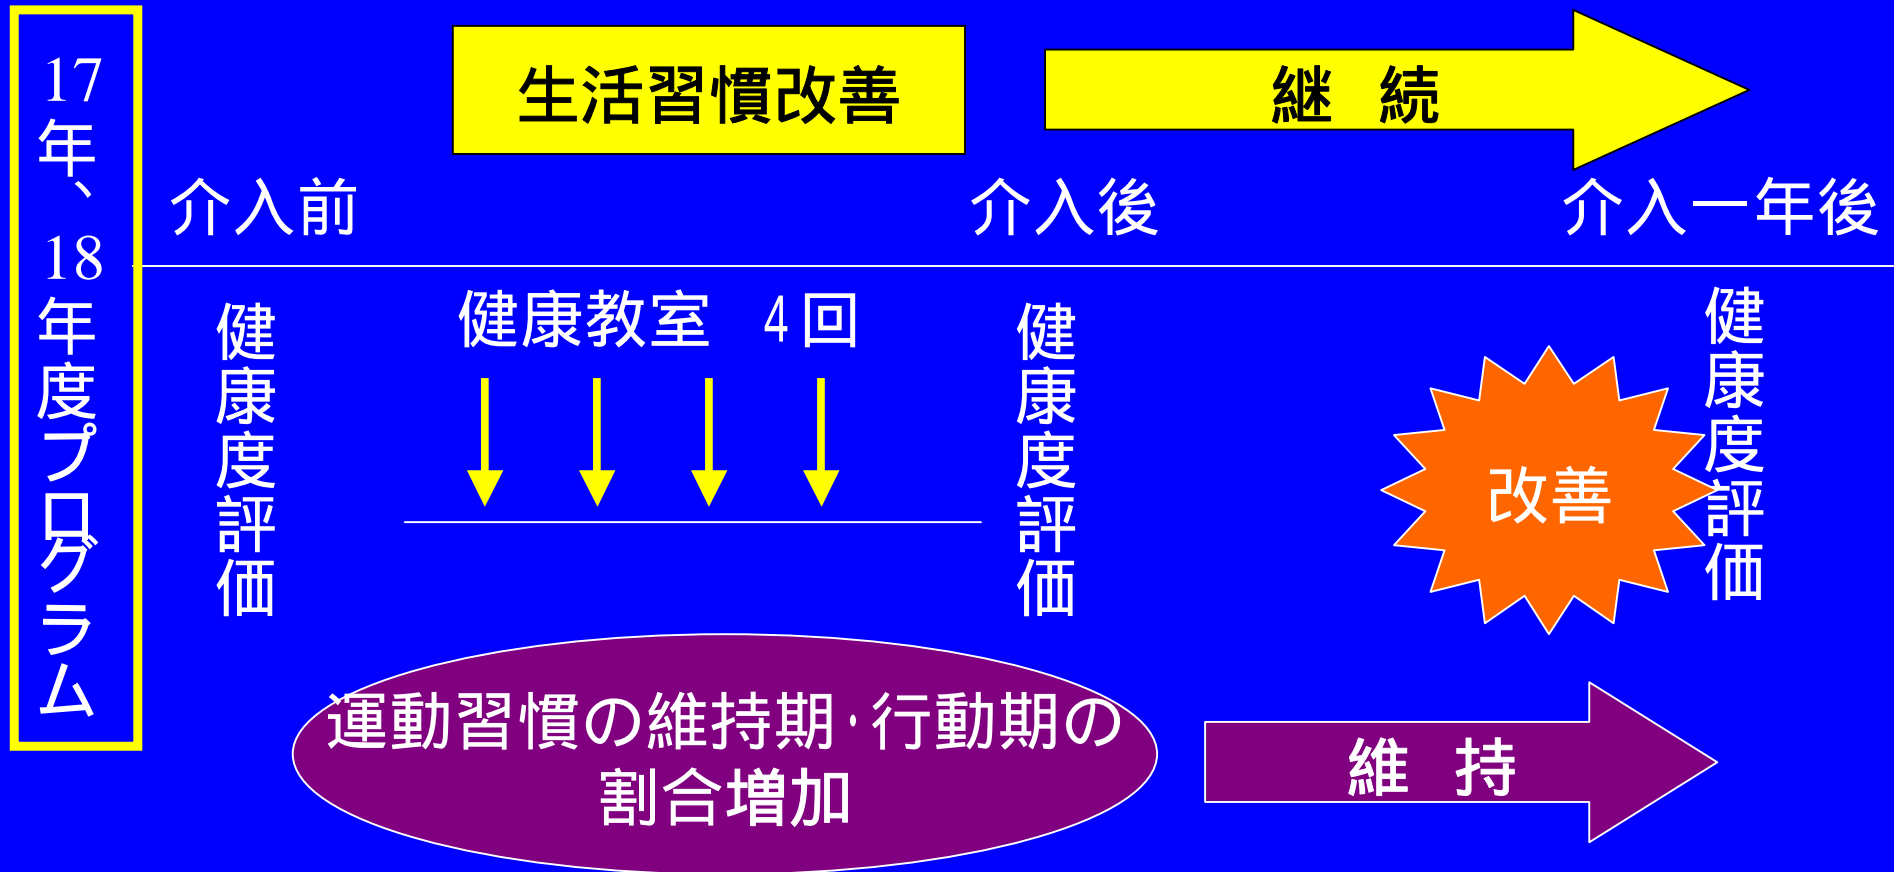 17年、18年度プログラム
生活習慣改善
継 続
介入前
介入後
介入一年後
健康度評価
健康教室 4回
健康度評価
改善
健康度評価
運動習慣の維持期・行動期の
割合増加
維 持